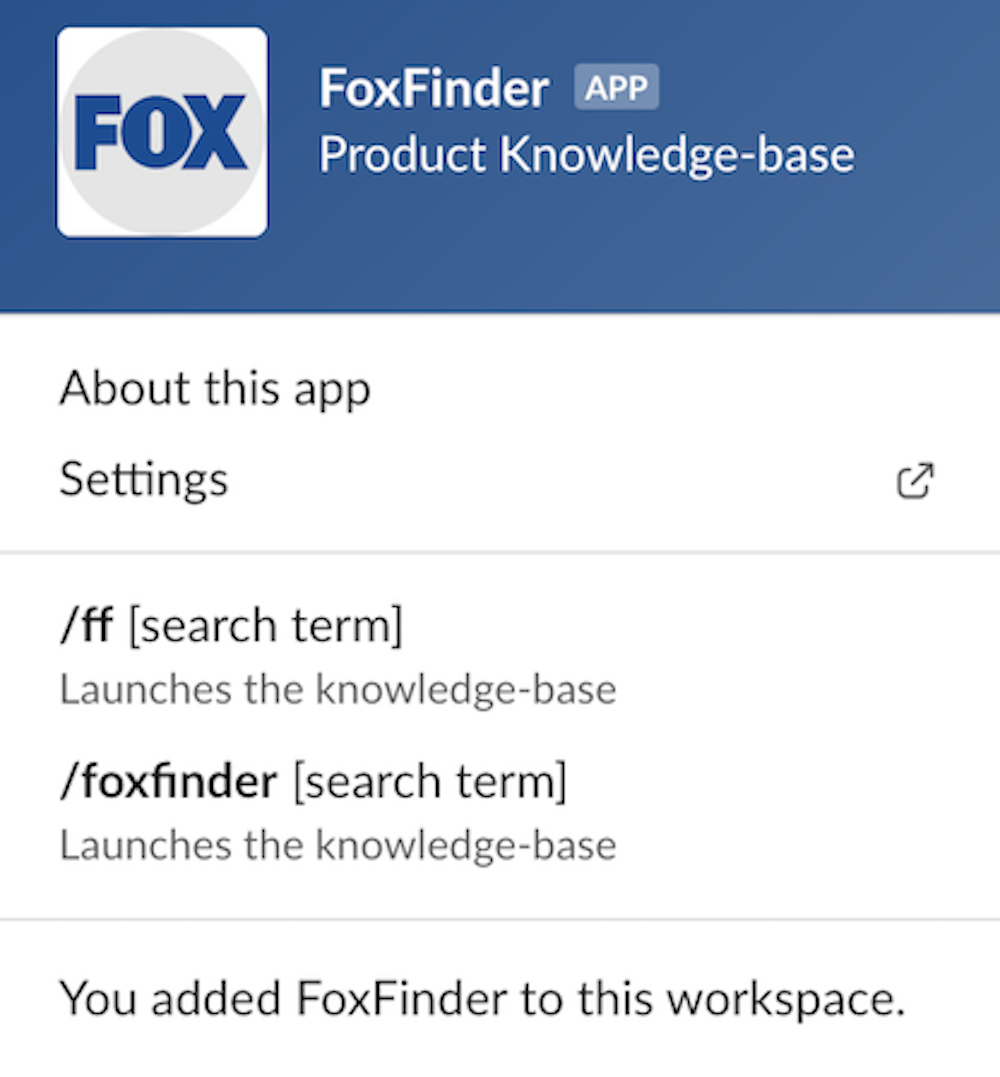 FOX
FoxFinder APP
Product Knowledge-base
About this app
Settings
/ff [search term]
Launches the knowledge-base
/foxfinder [search term]
Launches the knowledge-base
You added FoxFinder to this workspace.